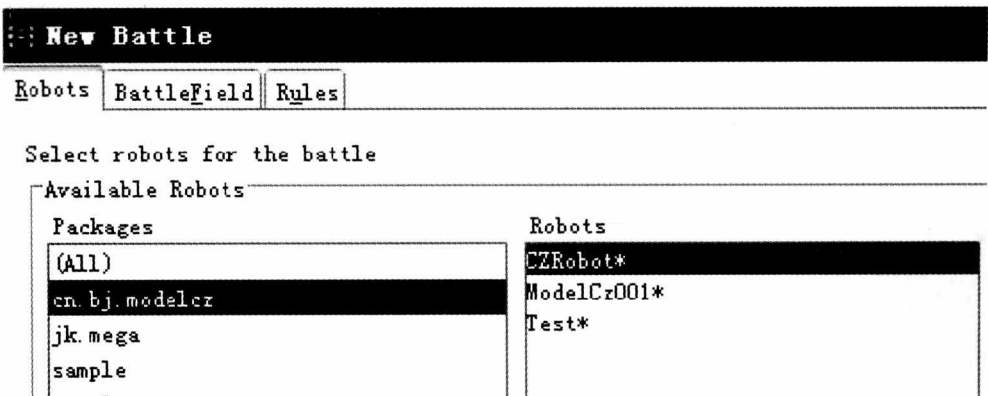 New Battle
Robots BattleField Rules
Select robots for the battle
Available Robots
Packages Robots
(All) CZRobot*
cn.bj.modelcz ModelCz001*
jk.mega Test*
sample